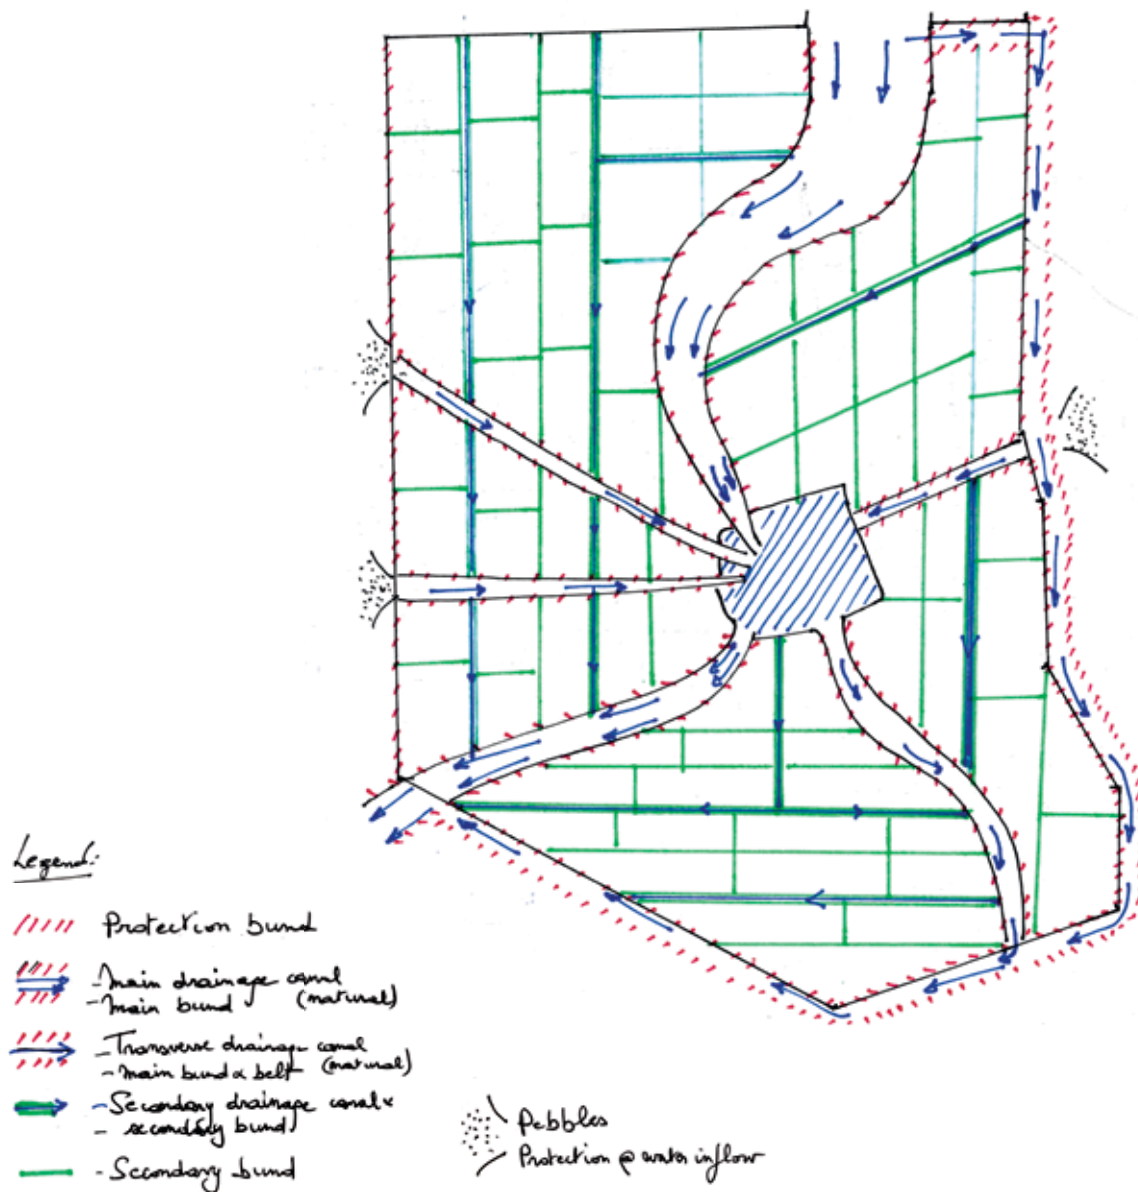 Legend:
Protection bund
- Main drainage canal
- Main bund (natural)
- Transverse drainage canal
- Main bund & belt (natural)
- Secondary drainage canal &
- secondary bund
- Secondary bund
Pebbles
Protection @ water inflow